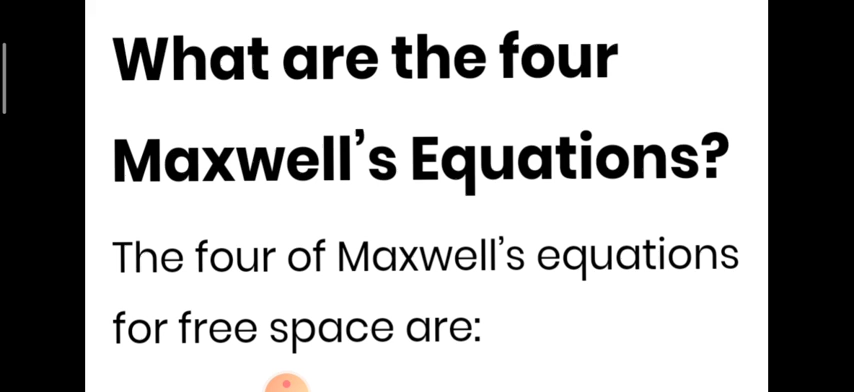 What are the four
Maxwell’s Equations?
The four of Maxwell’s equations
for free space are: